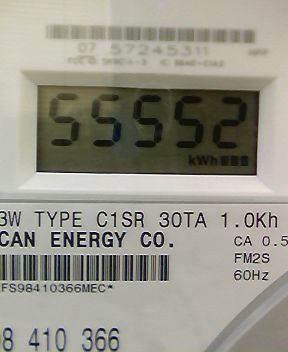 07 57245311
55552
kWh
3W TYPE C1SR 30TA 1.0Kh
CAN ENERGY CO.
CA 0.5
FM2S
60Hz
FS98410366MEC*
98 410 366